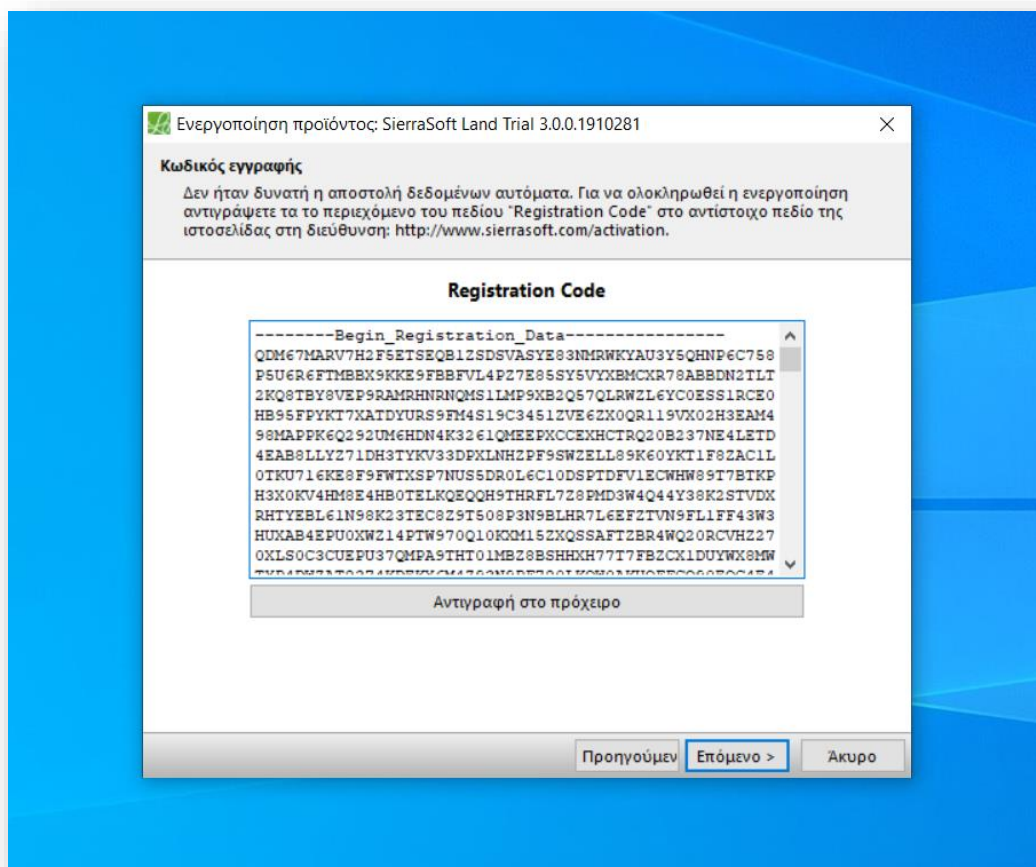 Ενεργοποίηση προϊόντος: SierraSoft Land Trial 3.0.0.1910281
Κωδικός εγγραφής
Δεν ήταν δυνατή η αποστολή δεδομένων αυτόματα. Για να ολοκληρωθεί η ενεργοποίηση
αντιγράψετε τα το περιεχόμενο του πεδίου "Registration Code" στο αντίστοιχο πεδίο της
ιστοσελίδας στη διεύθυνση: http://www.sierrasoft.com/activation.
Registration Code
--------Begin_Registration_Data----------------
QDM67MARV7H2F5ETSEQB1ZSDSVASYE83NMRWKYAU3Y5QHNP6C758
P5U6R6FTMBBX9KKE9FBBFVL4PZ7E85SY5VYXBMCXR78ABBDN2TLT
2KQ8TBY8VEP9RAMRHNRNQMS1LMP9XB2Q57QLRWZL6YC0ESS1RCE0
HB95FPYKT7XATDYURS9FM4S19C3451ZVE6ZX0QR119VX02H3EAM4
98MAPPK6Q292UM6HDN4K3261QMEEPXCCEXHCTRQ20B237NE4LETD
4EAB8LLYZ71DH3TYKV33DPXLNHZPF9SWZELL89K60YKT1F8ZAC1L
0TKU716KE8F9FWTXSP7NUS5DR0L6C10DSPTDFV1ECWHW89T7BTKP
H3X0KV4HM8E4HB0TELKQEQQH9THRFL7Z8PMD3W4Q44Y38K2STVDX
RHTYEBL61N98K23TEC8Z9T508P3N9BLHR7L6EFZTVN9FL1FF43W3
HUXAB4EPU0XWZ14PTW970Q10KXM15ZXQSSAFTZBR4WQ20RCVHZ27
0XLS0C3CUEPU37QMPA9THT01MBZ8BSHHXH77T7FBZCX1DUYWX8MW
Αντιγραφή στο πρόχειρο
Προηγούμεν
Επόμενο >
Άκυρο